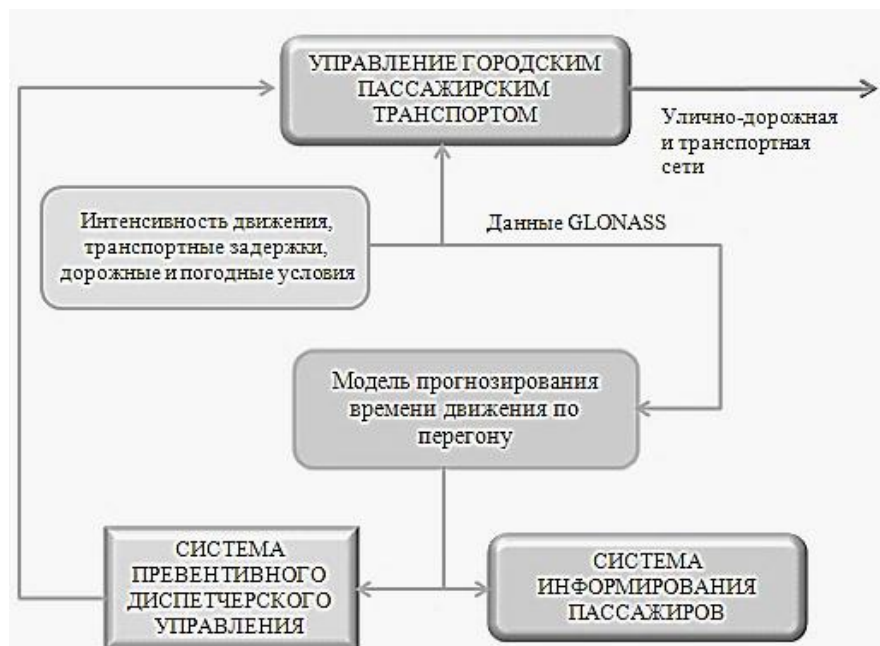 УПРАВЛЕНИЕ ГОРОДСКИМ
ПАССАЖИРСКИМ
ТРАНСПОРТОМ
Улично-дорожная
и транспортная
сети
Интенсивность движения,
транспортные задержки,
дорожные и погодные условия
Данные GLONASS
Модель прогнозирования
времени движения по
перегону
СИСТЕМА
ПРЕВЕНТИВНОГО
ДИСПЕТЧЕРСКОГО
УПРАВЛЕНИЯ
СИСТЕМА
ИНФОРМИРОВАНИЯ
ПАССАЖИРОВ